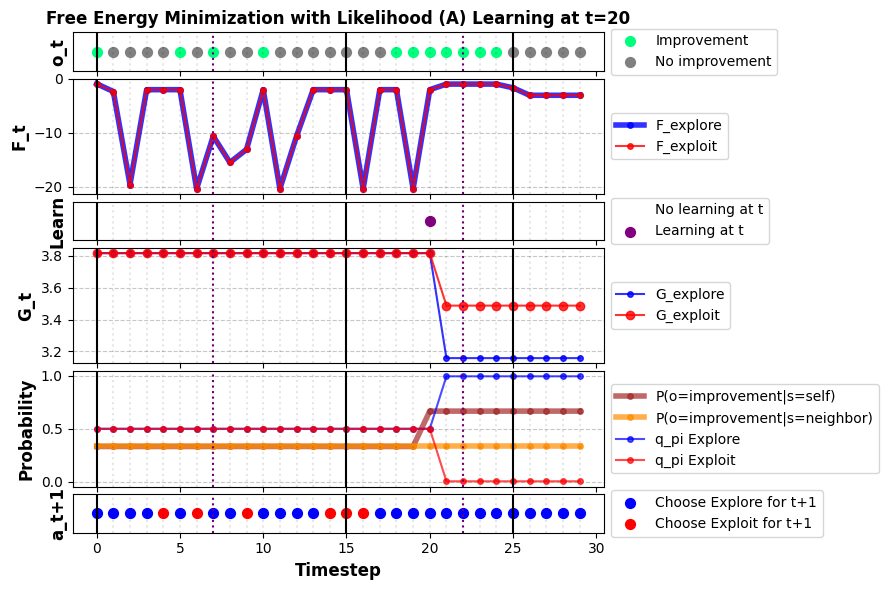 Free Energy Minimization with Likelihood (A) Learning at t=20
o_t
Improvement
No improvement
0
−10
−20
F_t
F_explore
F_exploit
Learn
No learning at t
Learning at t
3.8
3.6
3.4
3.2
G_t
G_explore
G_exploit
1.0
0.5
0.0
Probability
P(o=improvement|s=self)
P(o=improvement|s=neighbor)
q_pi Explore
q_pi Exploit
a_t+1
Choose Explore for t+1
Choose Exploit for t+1
0 5 10 15 20 25 30
Timestep